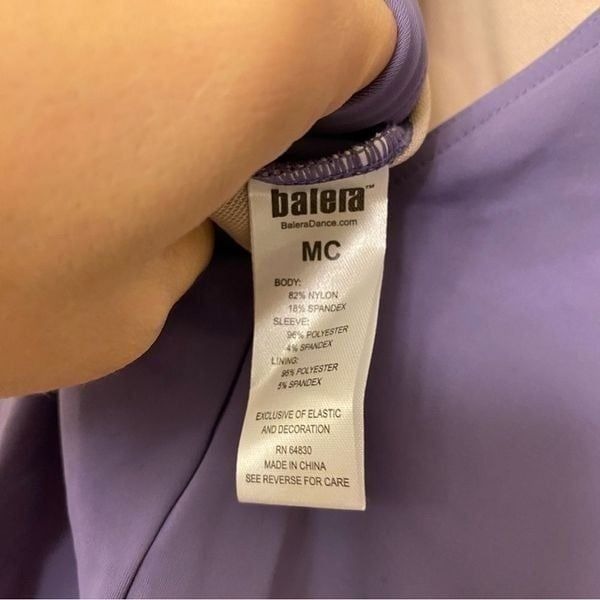 balera™
BaleraDance.com
MC
BODY:
82% NYLON
18% SPANDEX
SLEEVE:
96% POLYESTER
4% SPANDEX
LINING:
95% POLYESTER
5% SPANDEX
EXCLUSIVE OF ELASTIC
AND DECORATION
RN 64830
MADE IN CHINA
SEE REVERSE FOR CARE